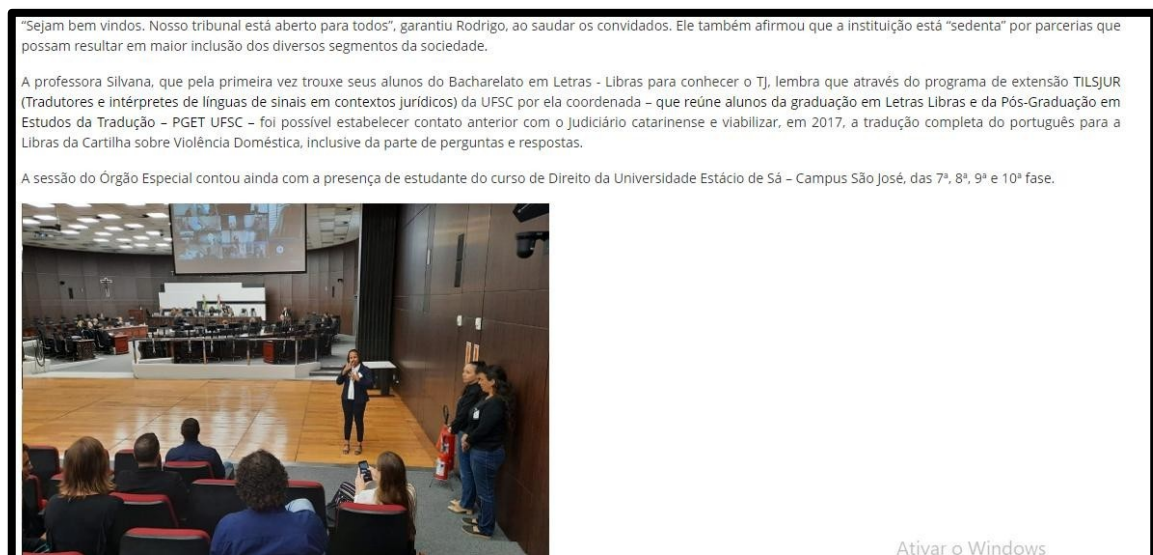 “Sejam bem vindos. Nosso tribunal está aberto para todos”, garantiu Rodrigo, ao saudar os convidados. Ele também afirmou que a instituição está “sedenta” por parcerias que
possam resultar em maior inclusão dos diversos segmentos da sociedade.
A professora Silvana, que pela primeira vez trouxe seus alunos do Bacharelato em Letras - Libras para conhecer o TJ, lembra que através do programa de extensão TILSJUR
(Tradutores e intérpretes de línguas de sinais em contextos jurídicos) da UFSC por ela coordenada – que reúne alunos da graduação em Letras Libras e da Pós-Graduação em
Estudos da Tradução – PGET UFSC – foi possível estabelecer contato anterior com o Judiciário catarinense e viabilizar, em 2017, a tradução completa do português para a
Libras da Cartilha sobre Violência Doméstica, inclusive da parte de perguntas e respostas.
A sessão do Órgão Especial contou ainda com a presença de estudante do curso de Direito da Universidade Estácio de Sá – Campus São José, das 7ª, 8ª, 9ª e 10ª fase.
Ativar o Windows